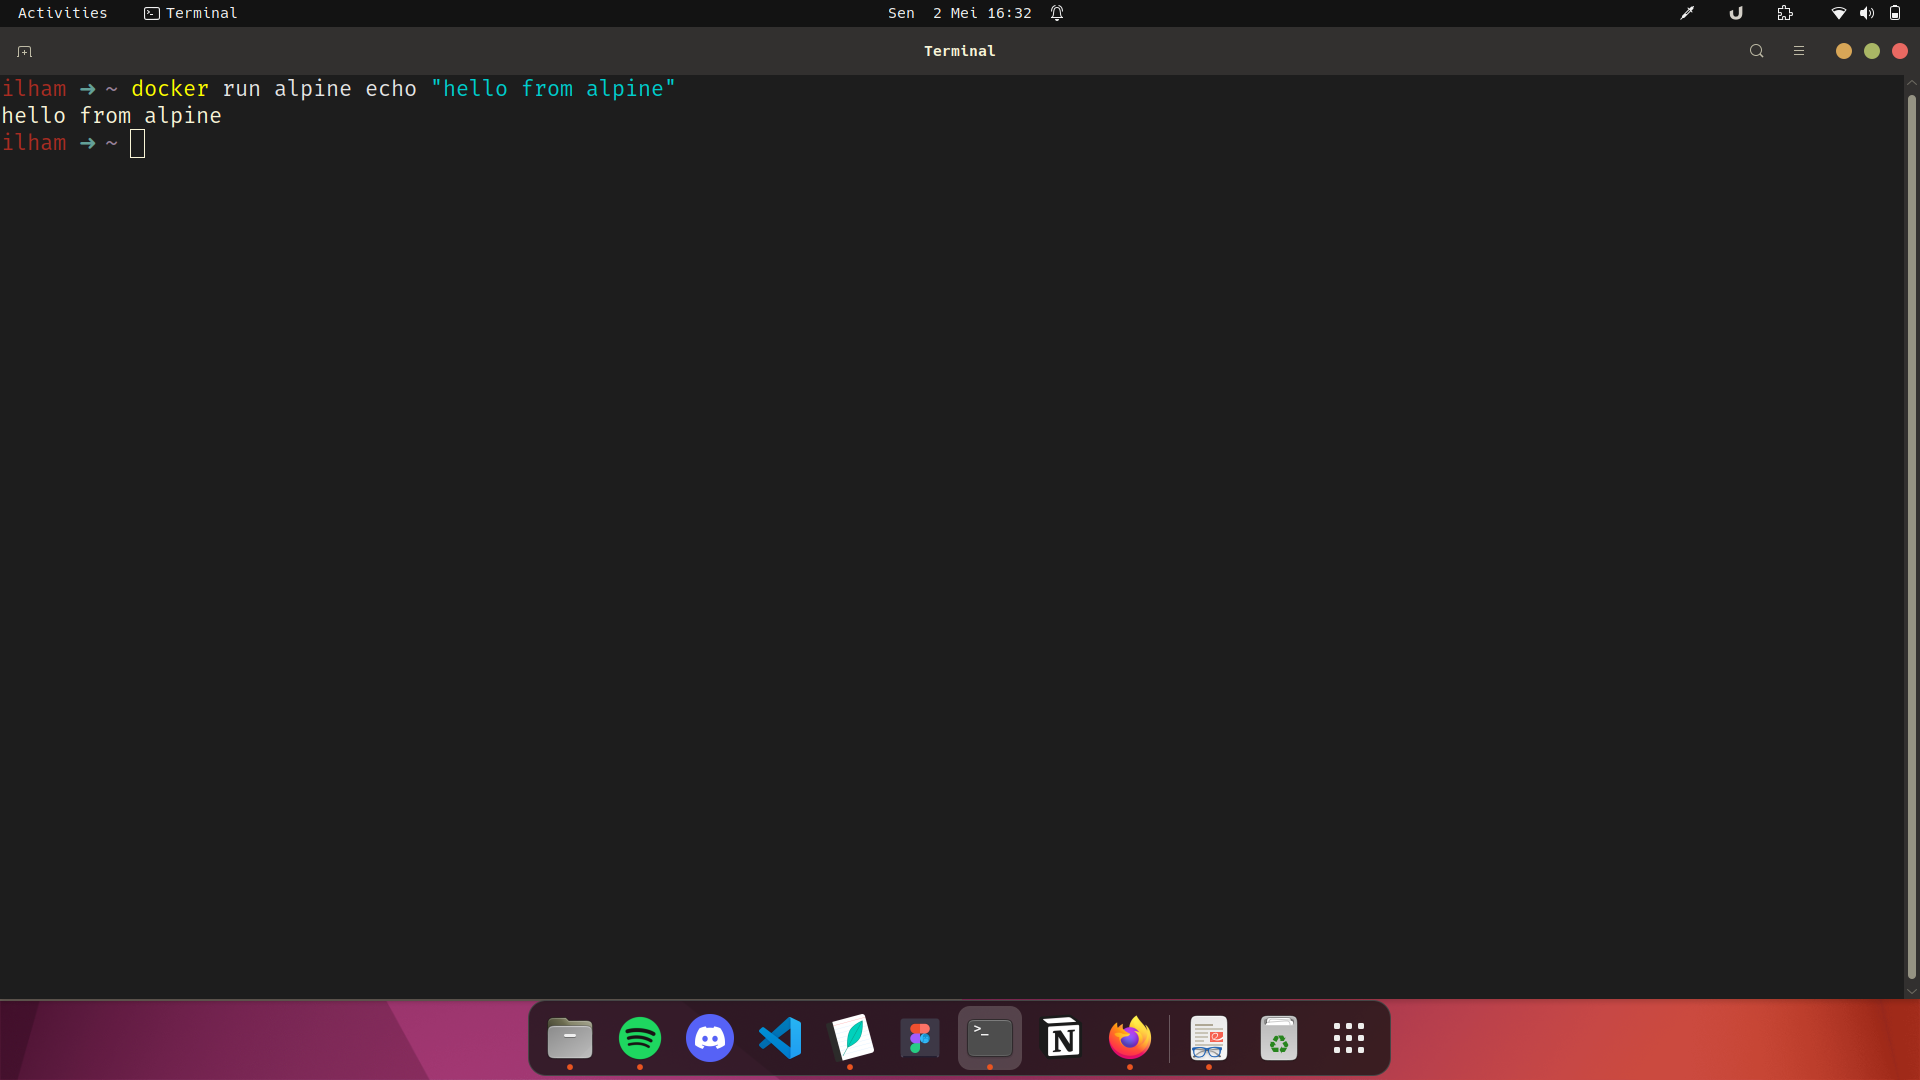 Activities Terminal Sen 2 Mei 16:32
Terminal
ilham ➜ ~ docker run alpine echo "hello from alpine"
hello from alpine
ilham ➜ ~